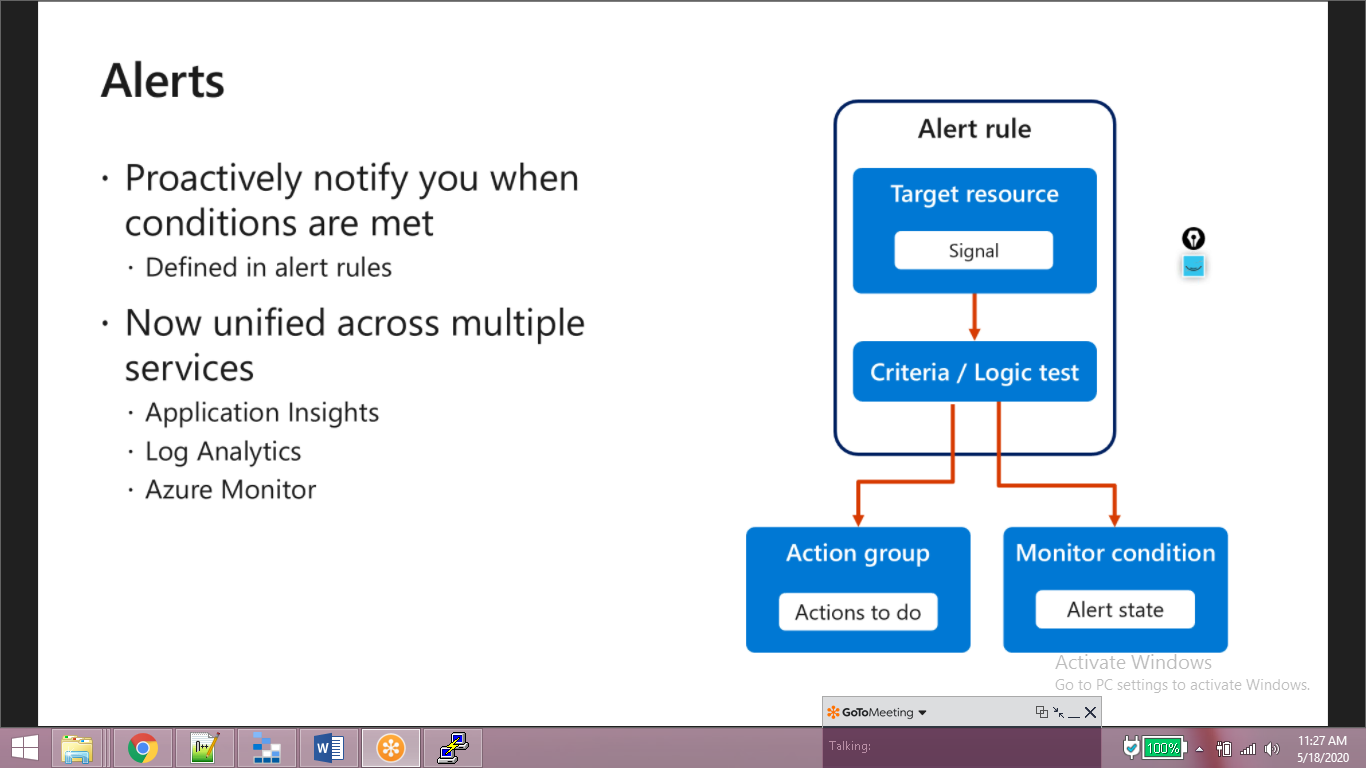 Alerts
· Proactively notify you when
conditions are met
· Defined in alert rules
· Now unified across multiple
services
· Application Insights
· Log Analytics
· Azure Monitor
Alert rule
Target resource
Signal
Criteria / Logic test
Action group
Actions to do
Monitor condition
Alert state
Activate Windows
Go to PC settings to activate Windows.
GoToMeeting
Talking:
100%
11:27 AM
5/18/2020